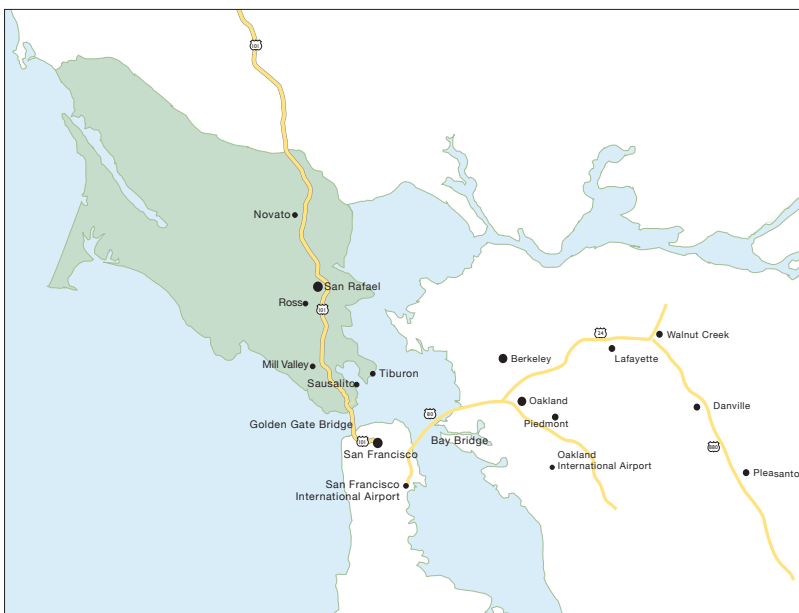 101
Novato
San Rafael
Ross
101
24
Walnut Creek
Lafayette
Berkeley
Mill Valley
Tiburon
Sausalito
Oakland
Danville
80
Piedmont
Golden Gate Bridge
101
Bay Bridge
San Francisco
680
Oakland
International Airport
Pleasanto
San Francisco
International Airport